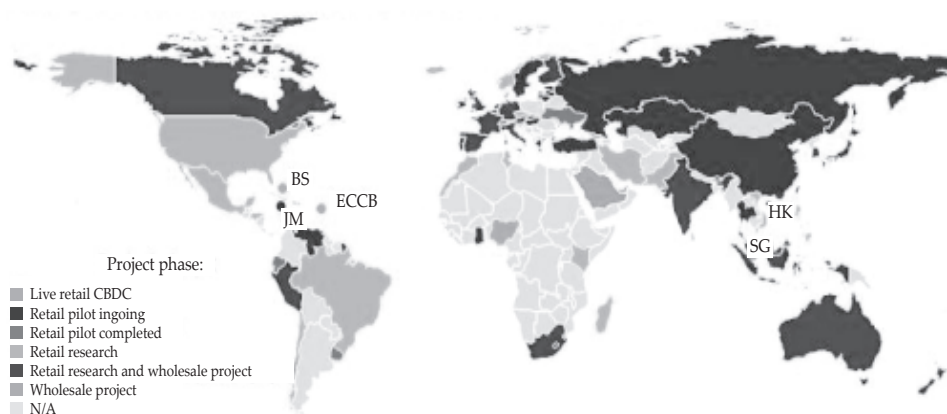 BS
ECCB
JM
HK
SG
Project phase:
Live retail CBDC
Retail pilot ingoing
Retail pilot completed
Retail research
Retail research and wholesale project
Wholesale project
N/A